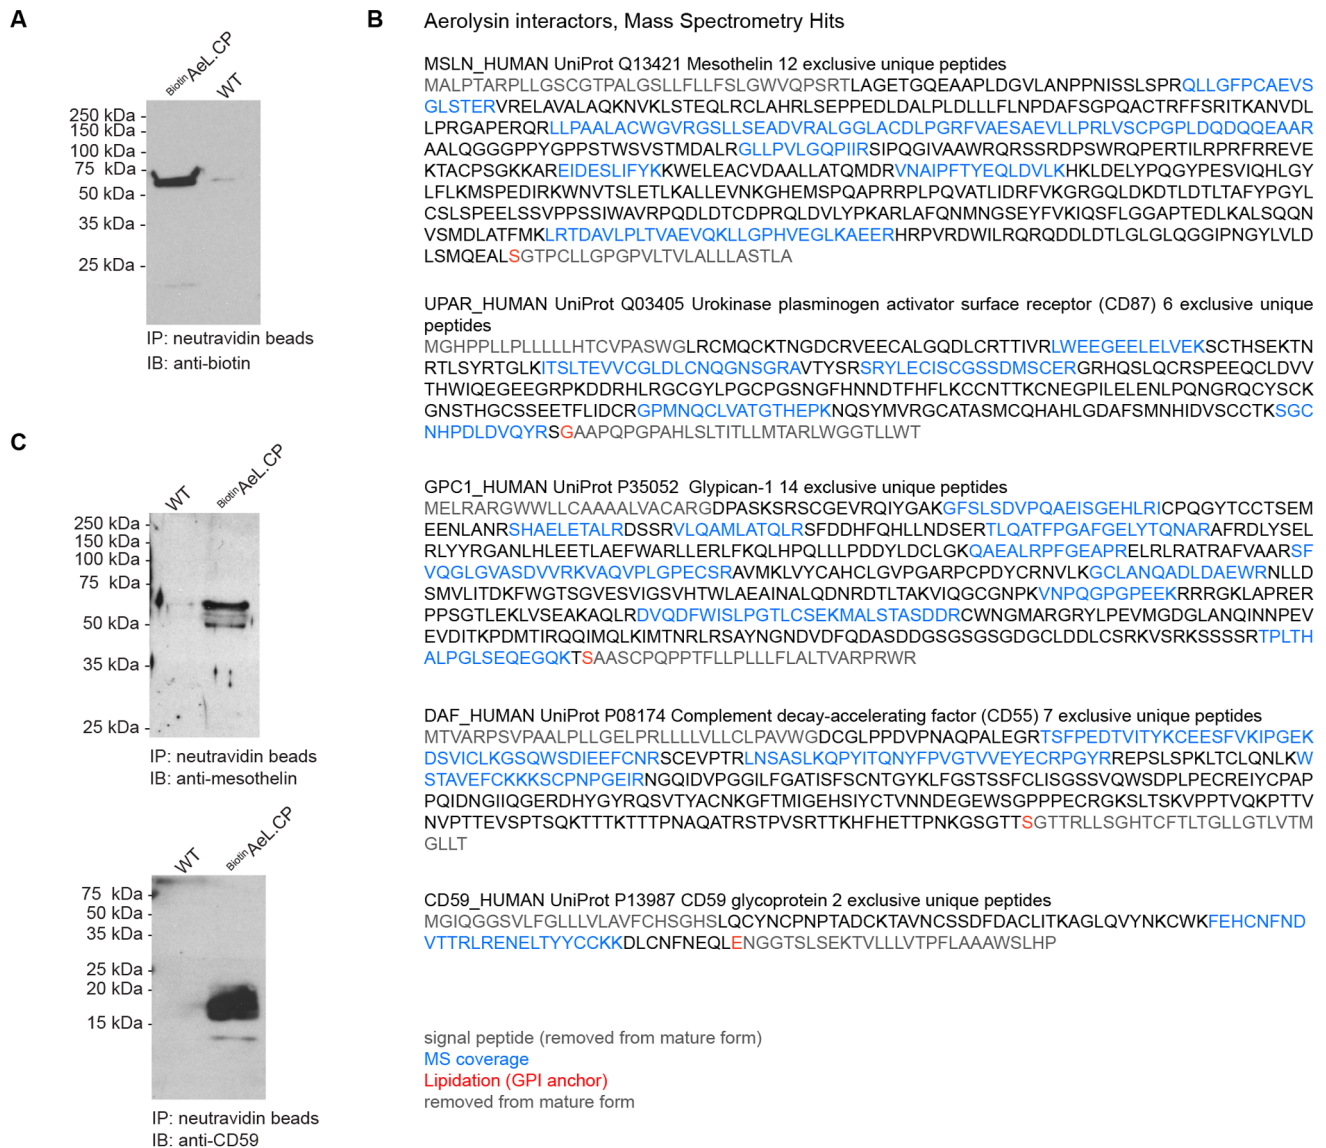 A
BiotinAeL.CP
WT
250 kDa
150 kDa
100 kDa
75 kDa
50 kDa
35 kDa
25 kDa
IP: neutravidin beads
IB: anti-biotin
B
Aerolysin interactors, Mass Spectrometry Hits
MSLN_HUMAN UniProt Q13421 Mesothelin 12 exclusive unique peptides
MALPTARPLLGSCGTPALGSLLFLLFSLGWVQPSRTLAGETGQEAAPLDGVLANPPNISSLSPRQLLGFPCAEVS
GLSTERVRELAVALAQKNVKLSTEQLRCLAHRLSEPPEDLDALPLDLLLFLNPDAFSGPQACTRFFSRITKANVDL
LPRGAPERQRLLPAALACWGVRGSLLSEADVRALGGLACDLPGRFVAESAEVLLPRLVSCPGPLDQDQQEAAR
AALQGGGPPYGPPSTWSVSTMDALRGLLPVLGQPIIRSIPQGIVAAWRQRSSRDPSWRQPERTILRPRFRREVE
KTACPSGKKAREIDESLIFYKKWELEACVDAALLATQMDRVNAIPFTYEQLDVLKHKLDELYPQGYPESVIQHLGY
LFLKMSPEDIRKWNVTSLETLKALLEVNKGHEMSPQAPRRPLPQVATLIDRFVKGRGQLDKDTLDTLTAFYPGYL
CSLSPEELSSVPPSSIWAVRPQDLDTCDPRQLDVLYPKARLAFQNMNGSEYFVKIQSFLGGAPTEDLKALSQQN
VSMDLATFMKLRTDAVLPLTVAEVQKLLGPHVEGLKAEERHRPVRDWILRQRQDDLDTLGLGLQGGIPNGYLVLD
LSMQEALSGTPCLLGPGPVLTVLALLLASTLA
UPAR_HUMAN UniProt Q03405 Urokinase plasminogen activator surface receptor (CD87) 6 exclusive unique
peptides
MGHPPLLPLLLLLHTCVPASWGLRCMQCKTNGDCRVEECALGQDLCRTTIVRLWEEGEELELVEKSCTHSEKTN
RTLSYRTGLKITSLTEVVCGLDLCNQGNSGRAVTYSRSRYLECISCGSSDMSCERGRHQSLQCRSPEEQCLDVV
THWIQEGEEGRPKDDRHLRGCGYLPGCPGSNGFHNNDTFHFLKCCNTTKCNEGPILELENLPQNGRQCYSCK
GNSTHGCSSEETFLIDCRGPMNQCLVATGTHEPKNQSYMVRGCATASMCQHAHLGDAFSMNHIDVSCCTKSGC
NHPDLDVQYRSGAAPQPGPAHLSLTITLLMTARLWGGTLLWT
C
WT
BiotinAeL.CP
250 kDa
150 kDa
100 kDa
75 kDa
50 kDa
35 kDa
25 kDa
IP: neutravidin beads
IB: anti-mesothelin
GPC1_HUMAN UniProt P35052 Glypican-1 14 exclusive unique peptides
MELRARGWWLLCAAAALVACARGDPASKSRSCGEVRQIYGAKGFSLSDVPQAEISGEHLRICPQGYTCCTSEM
EENLANRSHAELETALRDSSRVLQAMLATQLRSFDDHFQHLLNDSERTLQATFPGAFGELYTQNARAFRDLYSEL
RLYYRGANLHLEETLAEFWARLLERLFKQLHPQLLLPDDYLDCLGKQAEALRPFGEAPRELRLRATRAFVAARSF
VQGLGVASDVVRKVAQVPLGPECSRAVMKLVYCAHCLGVPGARPCPDYCRNVLKGCLANQADLDAEWRNLLD
SMVLITDKFWGTSGVESVIGSVHTWLAEAINALQDNRDTLTAKVIQGCGNPKVNPQGPGPEEKRRRGKLAPRER
PPSGTLEKLVSEAKAQLRDVQDFWISLPGTLCSEKMALSTASDDRCWNGMARGRYLPEVMGDGLANQINNPEV
EVDITKPDMTIRQQIMQLKIMTNRLRSAYNGNDVDFQDASDDGSGSGSGDGCLDDLCSRKVSRKSSSSRTPLTH
ALPGLSEQEGQKTSAASCPQPPTFLLPLLLFLALTVARPRWR
DAF_HUMAN UniProt P08174 Complement decay-accelerating factor (CD55) 7 exclusive unique peptides
MTVARPSVPAALPLLGELPRLLLLVLLCLPAVWGDCGLPPDVPNAQPALEGRTSFPEDTVITYKCEESFVKIPGEK
DSVICLKGSQWSDIEEFCNRSCEVPTRLNSASLKQPYITQNYFPVGTVVEYECRPGYRREPSLSPKLTCLQNLKW
STAVEFCKKKSCPNPGEIRNGQIDVPGGILFGATISFSCNTGYKLFGSTSSFCLISGSSVQWSDPLPECREIYCPAP
PQIDNGIIQGERDHYGYRQSVTYACNKGFTMIGEHSIYCTVNNDEGEWSGPPPECRGKSLTSKVPPTVQKPTTV
NVPTTEVSPTSQKTTTKTTTPNAQATRSTPVSRTTKHFHETTPNKGSGTTSGTTRLLSGHTCFTLTGLLGTLVTM
GLLT
WT
BiotinAeL.CP
75 kDa
50 kDa
35 kDa
25 kDa
20 kDa
15 kDa
IP: neutravidin beads
IB: anti-CD59
CD59_HUMAN UniProt P13987 CD59 glycoprotein 2 exclusive unique peptides
MGIQGGSVLFGLLLVLAVFCHSGHSLQCYNCPNPTADCKTAVNCSSDFDACLITKAGLQVYNKCWKFEHCNFND
VTTRLRENELTYYCCKKDLCNFNEQLENGGTSLSEKTVLLLVTPFLAAAWSLHP
signal peptide (removed from mature form)
MS coverage
Lipidation (GPI anchor)
removed from mature form